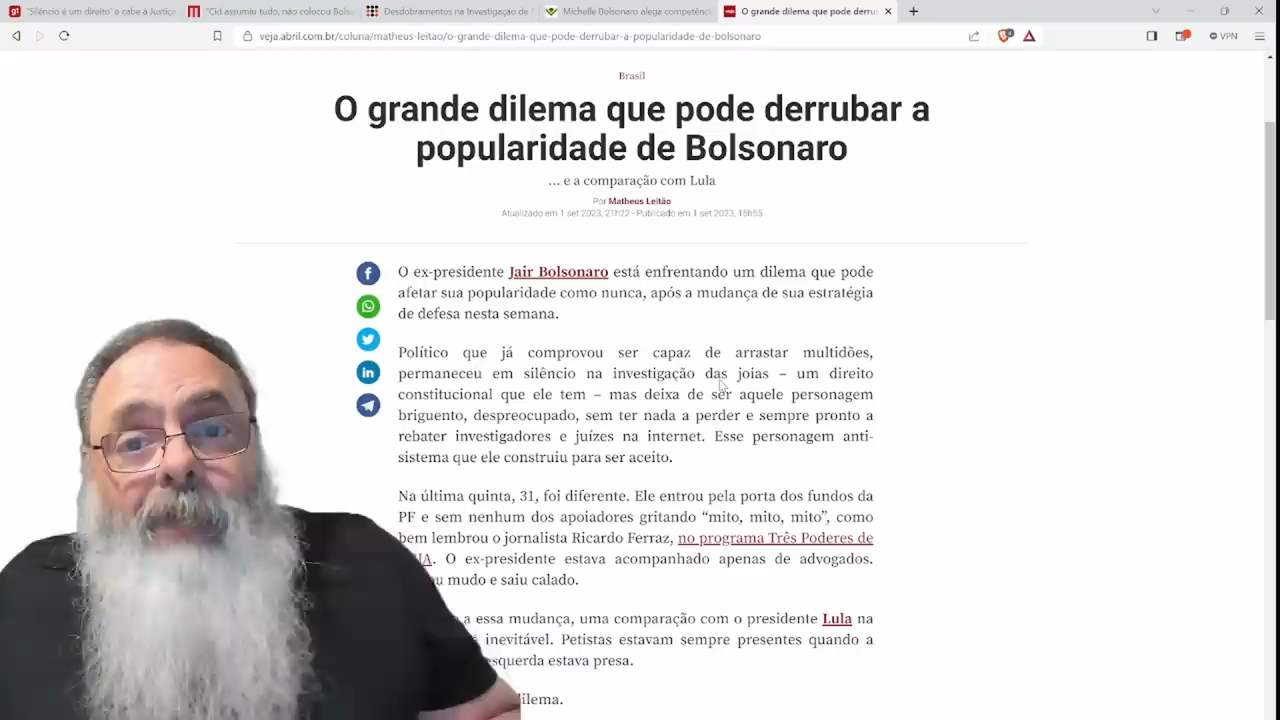 "Silêncio é um direito' e cabe à Justiça
"Cid assumiu tudo, não colocou Bolso
Desdobramentos na Investigação de
Michelle Bolsonaro alega competênci
O grande dilema que pode derrub
veja.abril.com.br/coluna/matheus-leitao/o-grande-dilema-que-pode-derrubar-a-popularidade-de-bolsonaro
VPN
Brasil
O grande dilema que pode derrubar a
popularidade de Bolsonaro
... e a comparação com Lula
Por Matheus Leitão
Atualizado em 1 set 2023, 21h22 - Publicado em 1 set 2023, 15h55
O ex-presidente Jair Bolsonaro está enfrentando um dilema que pode
afetar sua popularidade como nunca, após a mudança de sua estratégia
de defesa nesta semana.
Político que já comprovou ser capaz de arrastar multidões,
permaneceu em silêncio na investigação das joias – um direito
constitucional que ele tem – mas deixa de ser aquele personagem
briguento, despreocupado, sem ter nada a perder e sempre pronto a
rebater investigadores e juízes na internet. Esse personagem anti-
sistema que ele construiu para ser aceito.
Na última quinta, 31, foi diferente. Ele entrou pela porta dos fundos da
PF e sem nenhum dos apoiadores gritando “mito, mito, mito”, como
bem lembrou o jornalista Ricardo Ferraz, no programa Três Poderes de
JA. O ex-presidente estava acompanhado apenas de advogados.
u mudo e saiu calado.
a essa mudança, uma comparação com o presidente Lula na
inevitável. Petistas estavam sempre presentes quando a
esquerda estava presa.
ilema.